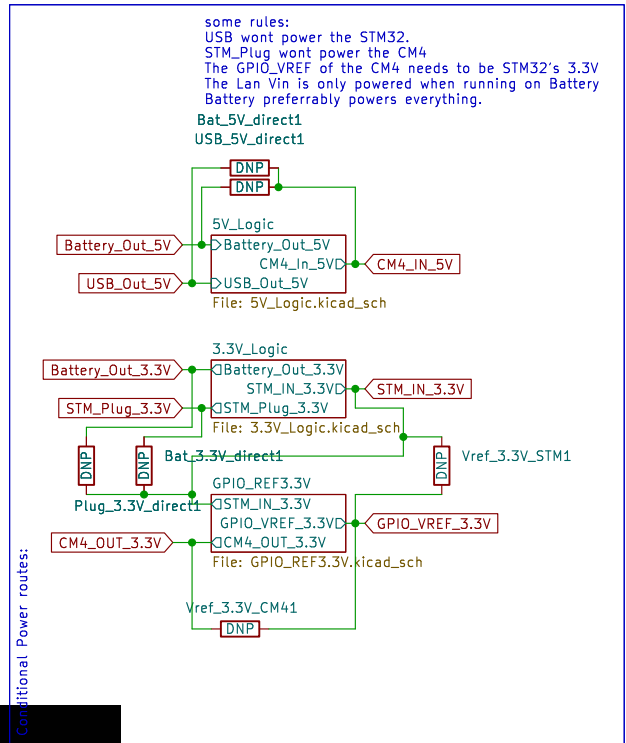 some rules:
USB wont power the STM32.
STM_Plug wont power the CM4
The GPIO_VREF of the CM4 needs to be STM32's 3.3V
The Lan Vin is only powered when running on Battery
Battery preferrably powers everything.
Bat_5V_direct1
USB_5V_direct1
DNP
DNP
5V_Logic
Battery_Out_5V
Battery_Out_5V
CM4_In_5V
CM4_IN_5V
USB_Out_5V
USB_Out_5V
File: 5V_Logic.kicad_sch
3.3V_Logic
Battery_Out_3.3V
Battery_Out_3.3V
STM_IN_3.3V
STM_IN_3.3V
STM_Plug_3.3V
STM_Plug_3.3V
File: 3.3V_Logic.kicad_sch
DNP
DNP
Bat_3.3V_direct1
DNP
Vref_3.3V_STM1
Plug_3.3V_direct1
GPIO_REF3.3V
STM_IN_3.3V
GPIO_VREF_3.3V
GPIO_VREF_3.3V
CM4_OUT_3.3V
CM4_OUT_3.3V
File: GPIO_REF3.3V.kicad_sch
Vref_3.3V_CM41
DNP
Conditional Power routes: